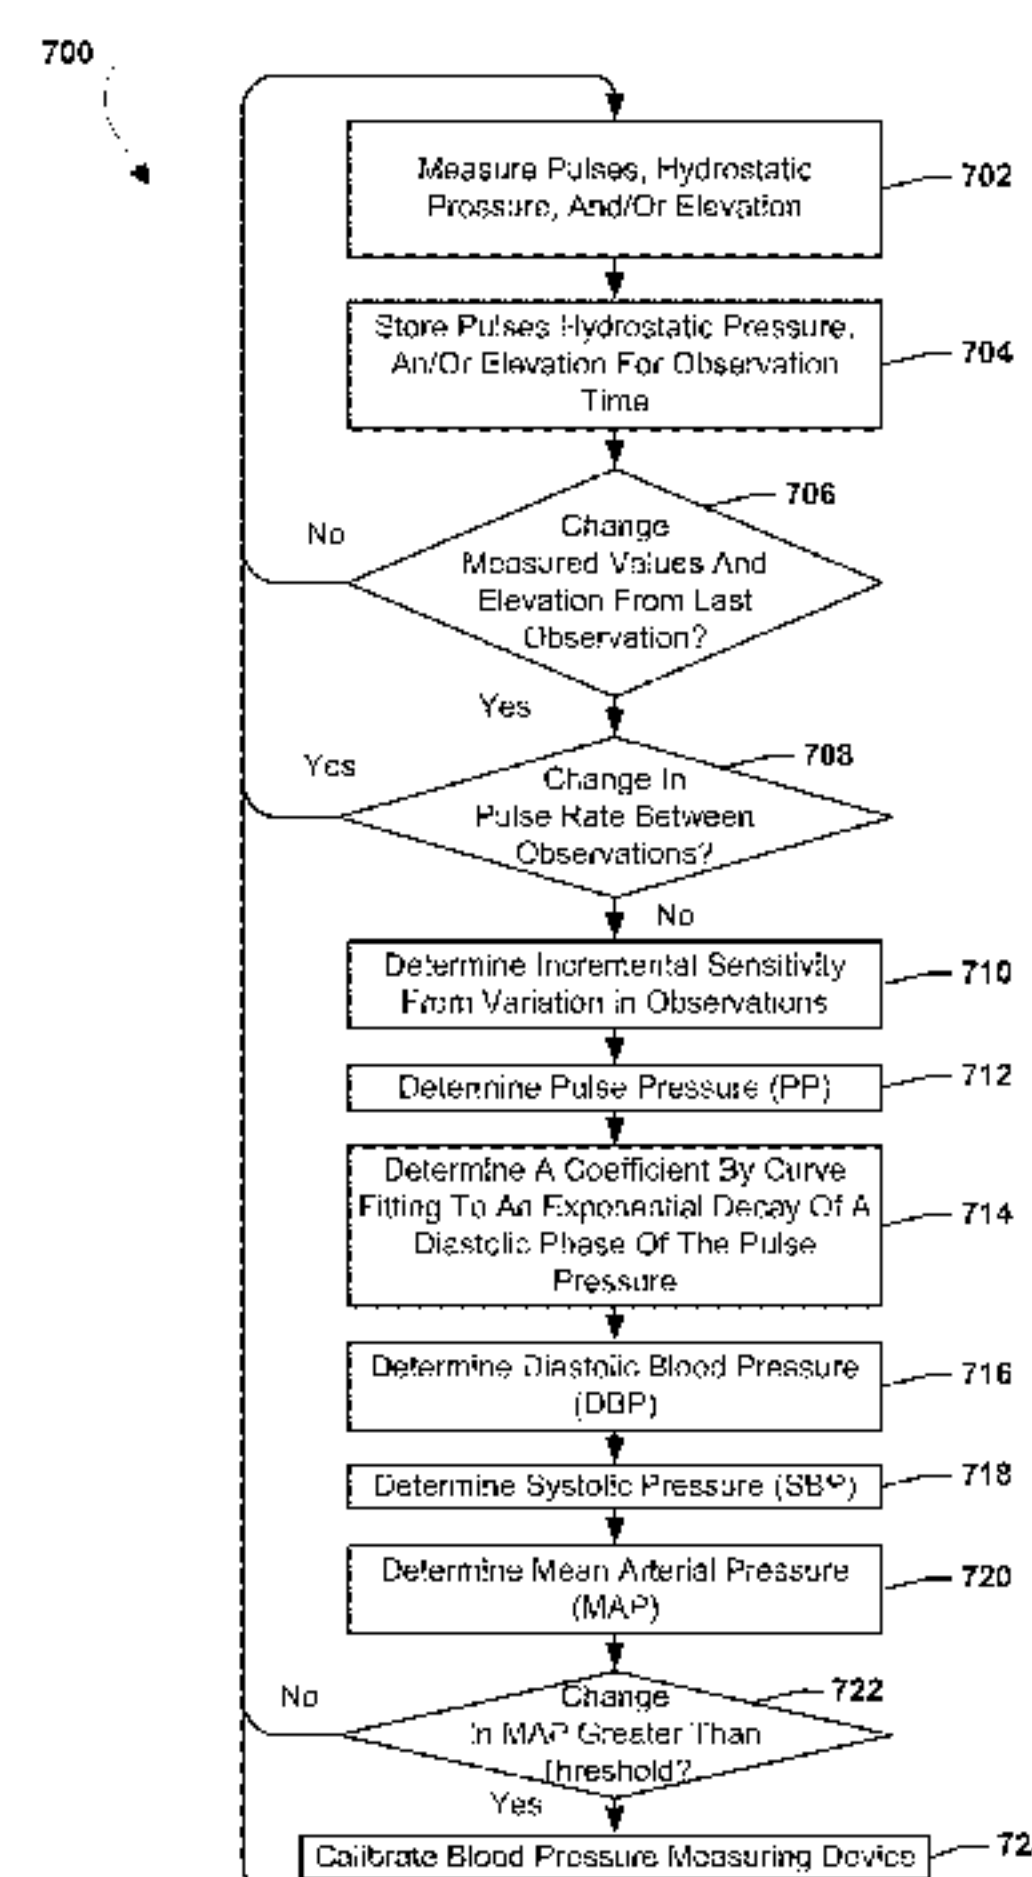 700
Measure Pulses, Hydrostatic
Pressure, And/Or Elevation
702
Store Pulses Hydrostatic Pressure,
An/Or Elevation For Observation
Time
704
706
No
Change
Measured Values And
Elevation From Last
Observation?
Yes
708
Yes
Change In
Pulse Rate Between
Observations?
No
Determine Incremental Sensitivity
From Variation in Observations
710
Determine Pulse Pressure (PP)
712
Determine A Coefficient By Curve
Fitting To An Exponential Decay Of A
Diastolic Phase Of The Pulse
Pressure
714
Determine Diastolic Blood Pressure
(DBP)
716
Determine Systolic Pressure (SBP)
718
Determine Mean Arterial Pressure
(MAP)
720
722
No
Change
In MAP Greater Than
Threshold?
Yes
Calibrate Blood Pressure Measuring Device
72